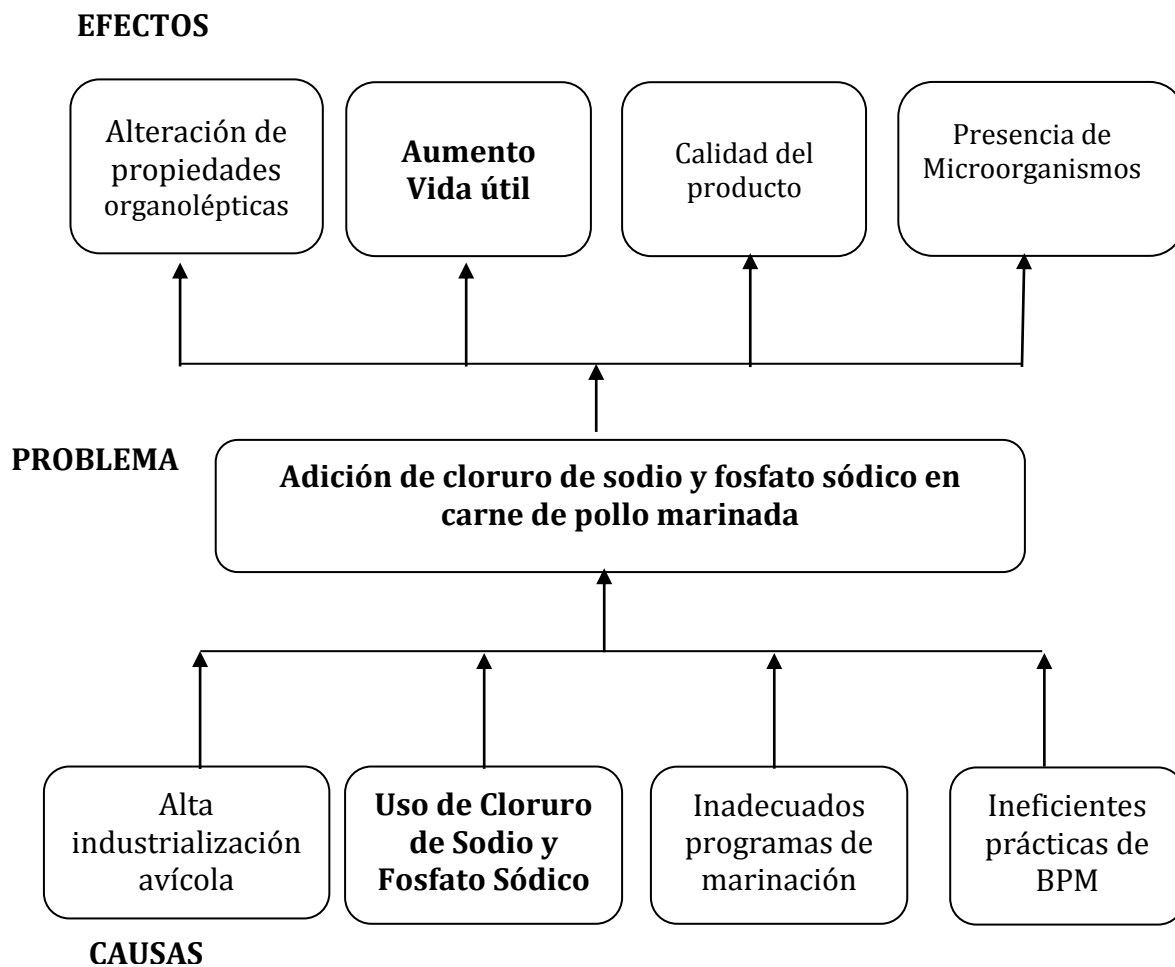 EFECTOS
Alteración de
propiedades
organolépticas
Aumento
Vida útil
Calidad del
producto
Presencia de
Microorganismos
PROBLEMA
Adición de cloruro de sodio y fosfato sódico en
carne de pollo marinada
Alta
industrialización
avícola
Uso de Cloruro
de Sodio y
Fosfato Sódico
Inadecuados
programas de
marinación
Ineficientes
prácticas de
BPM
CAUSAS